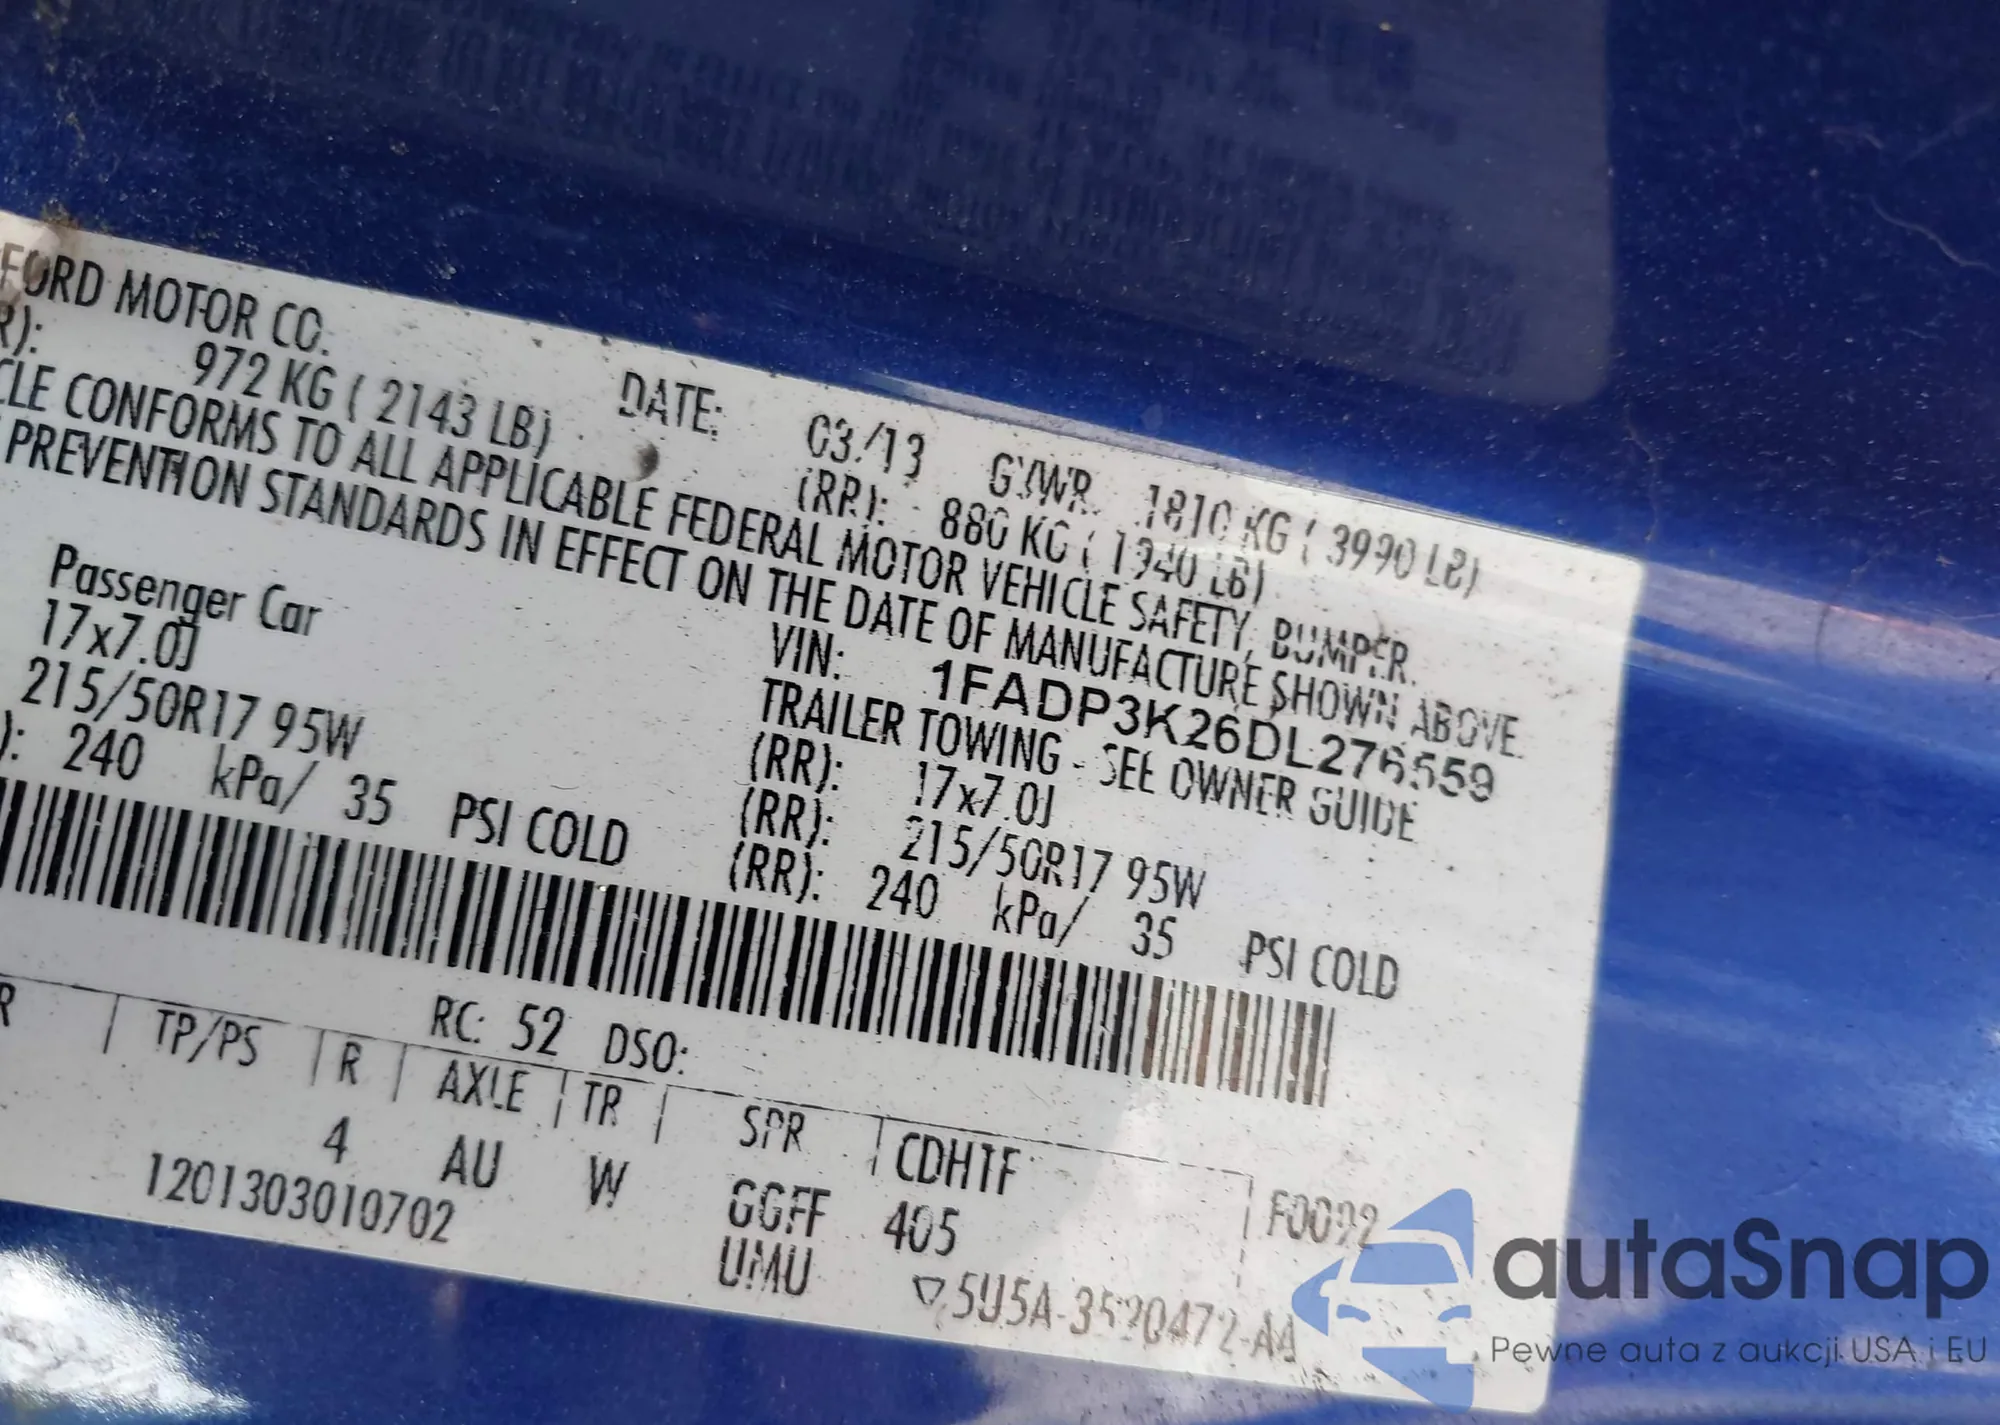 FORD MOTOR CO. DATE: 03/13 GVWR 1810 KG ( 3990 LB)
R): 972 KG ( 2143 LB) (RR): 880 KG ( 1940 LB)
CLE CONFORMS TO ALL APPLICABLE FEDERAL MOTOR VEHICLE SAFETY, BUMPER.
PREVENTION STANDARDS IN EFFECT ON THE DATE OF MANUFACTURE SHOWN ABOVE.
VIN: 1FADP3K26DL276559
Passenger Car TRAILER TOWING - SEE OWNER GUIDE
17x7.0J (RR): 17x7.0J
215/50R17 95W (RR): 215/50R17 95W
): 240 kPa/ 35 PSI COLD (RR): 240 kPa/ 35 PSI COLD
RC: 52 DSO:
R TP/PS R AXLE TR SPR CDHTF
4 AU W GGFF 405 F0092
1201303010702 UMU
▽5U5A-3520472-AA
autaSnap
Pewne auta z aukcji USA i EU